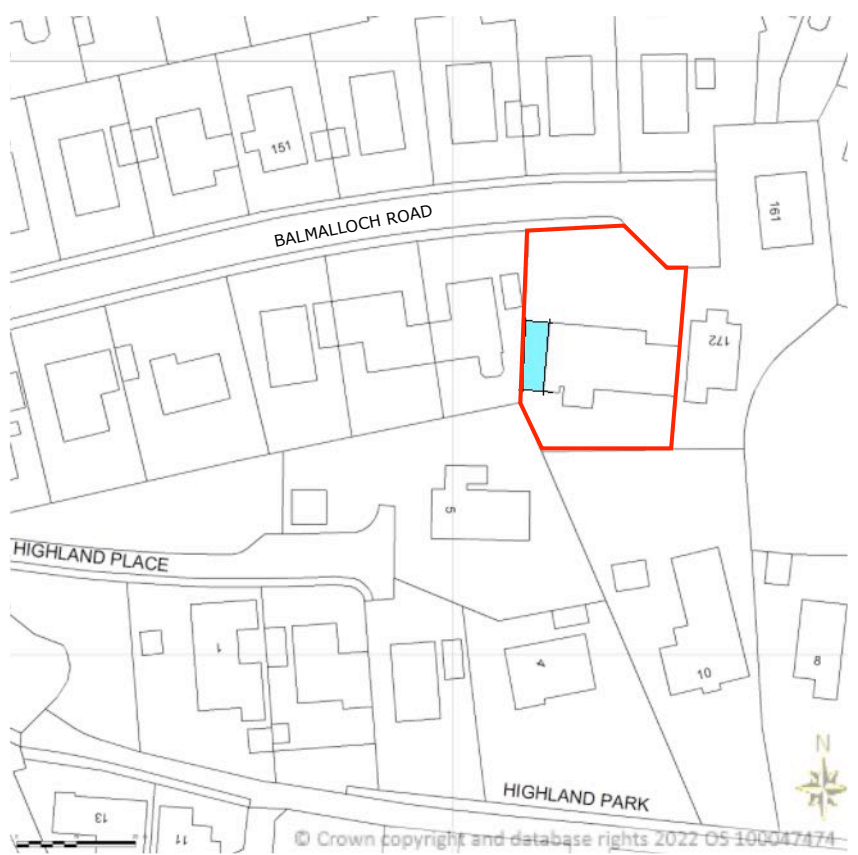 151
161
BALMALLOCH ROAD
172
5
HIGHLAND PLACE
1
4
10
8
HIGHLAND PARK
13
11
N
© Crown copyright and database rights 2022 OS 100047474